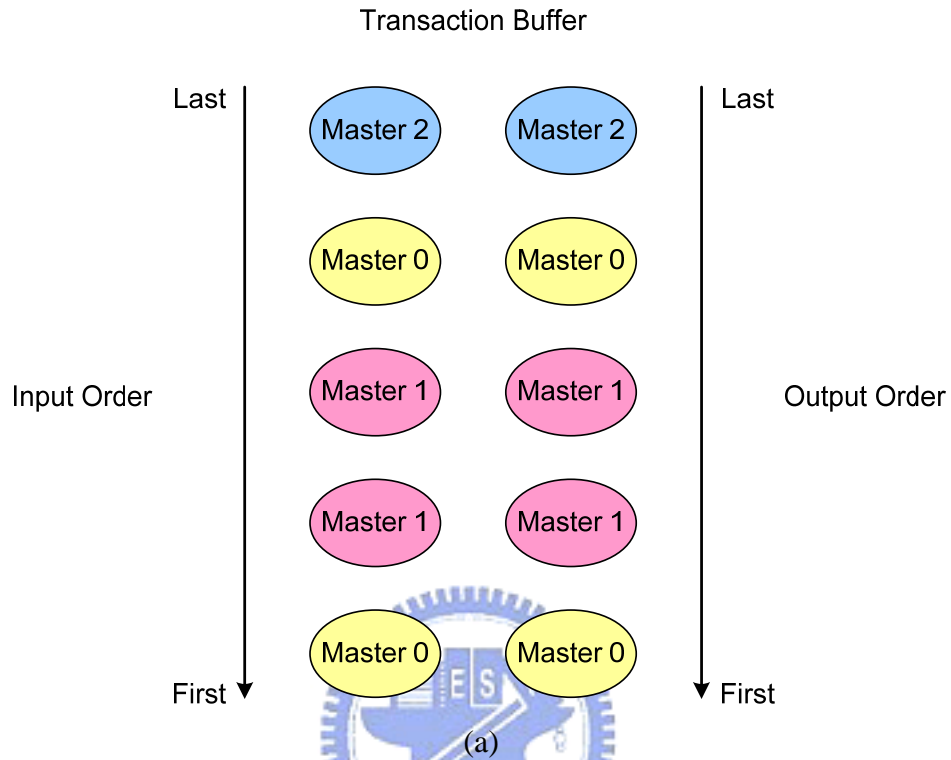 Transaction Buffer
Last
Last
Master 2
Master 2
Master 0
Master 0
Input Order
Master 1
Master 1
Output Order
Master 1
Master 1
Master 0
Master 0
First
First
E S
(a)